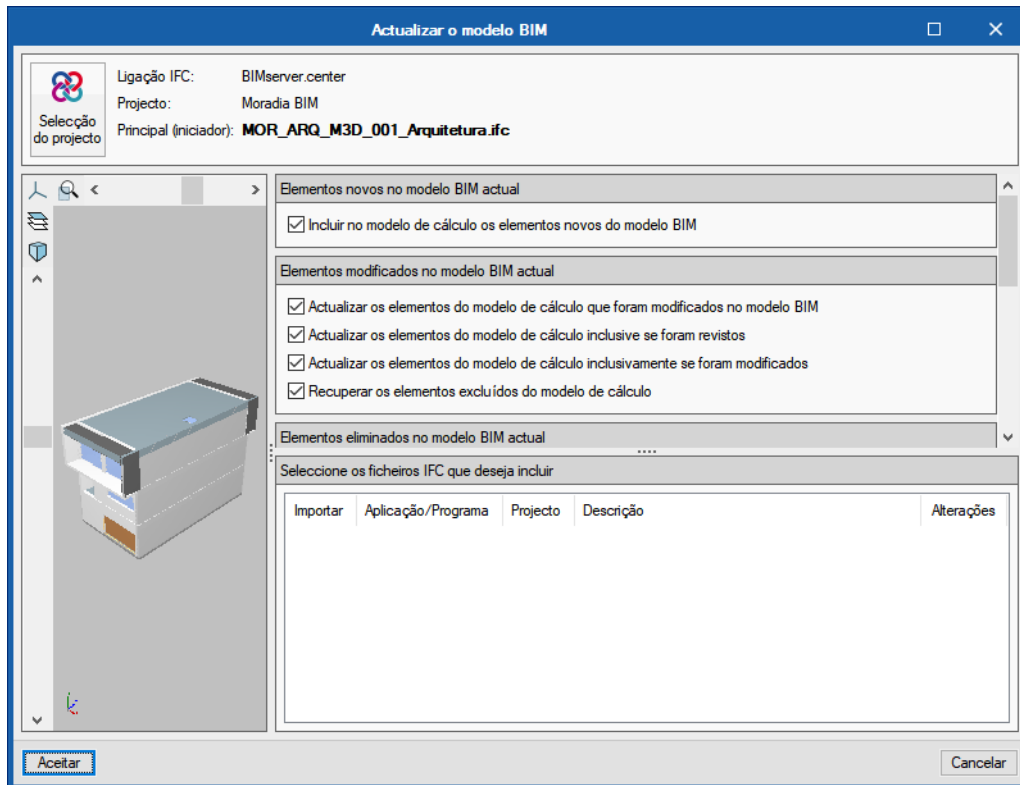 Actualizar o modelo BIM
Selecção
do projecto
Ligação IFC: BIMserver.center
Projecto: Moradia BIM
Principal (iniciador): MOR_ARQ_M3D_001_Arquitetura.ifc
Elementos novos no modelo BIM actual
Incluir no modelo de cálculo os elementos novos do modelo BIM
Elementos modificados no modelo BIM actual
Actualizar os elementos do modelo de cálculo que foram modificados no modelo BIM
Actualizar os elementos do modelo de cálculo inclusive se foram revistos
Actualizar os elementos do modelo de cálculo inclusivamente se foram modificados
Recuperar os elementos excluídos do modelo de cálculo
Elementos eliminados no modelo BIM actual
Seleccione os ficheiros IFC que deseja incluir
Importar Aplicação/Programa Projecto Descrição Alterações
Aceitar Cancelar